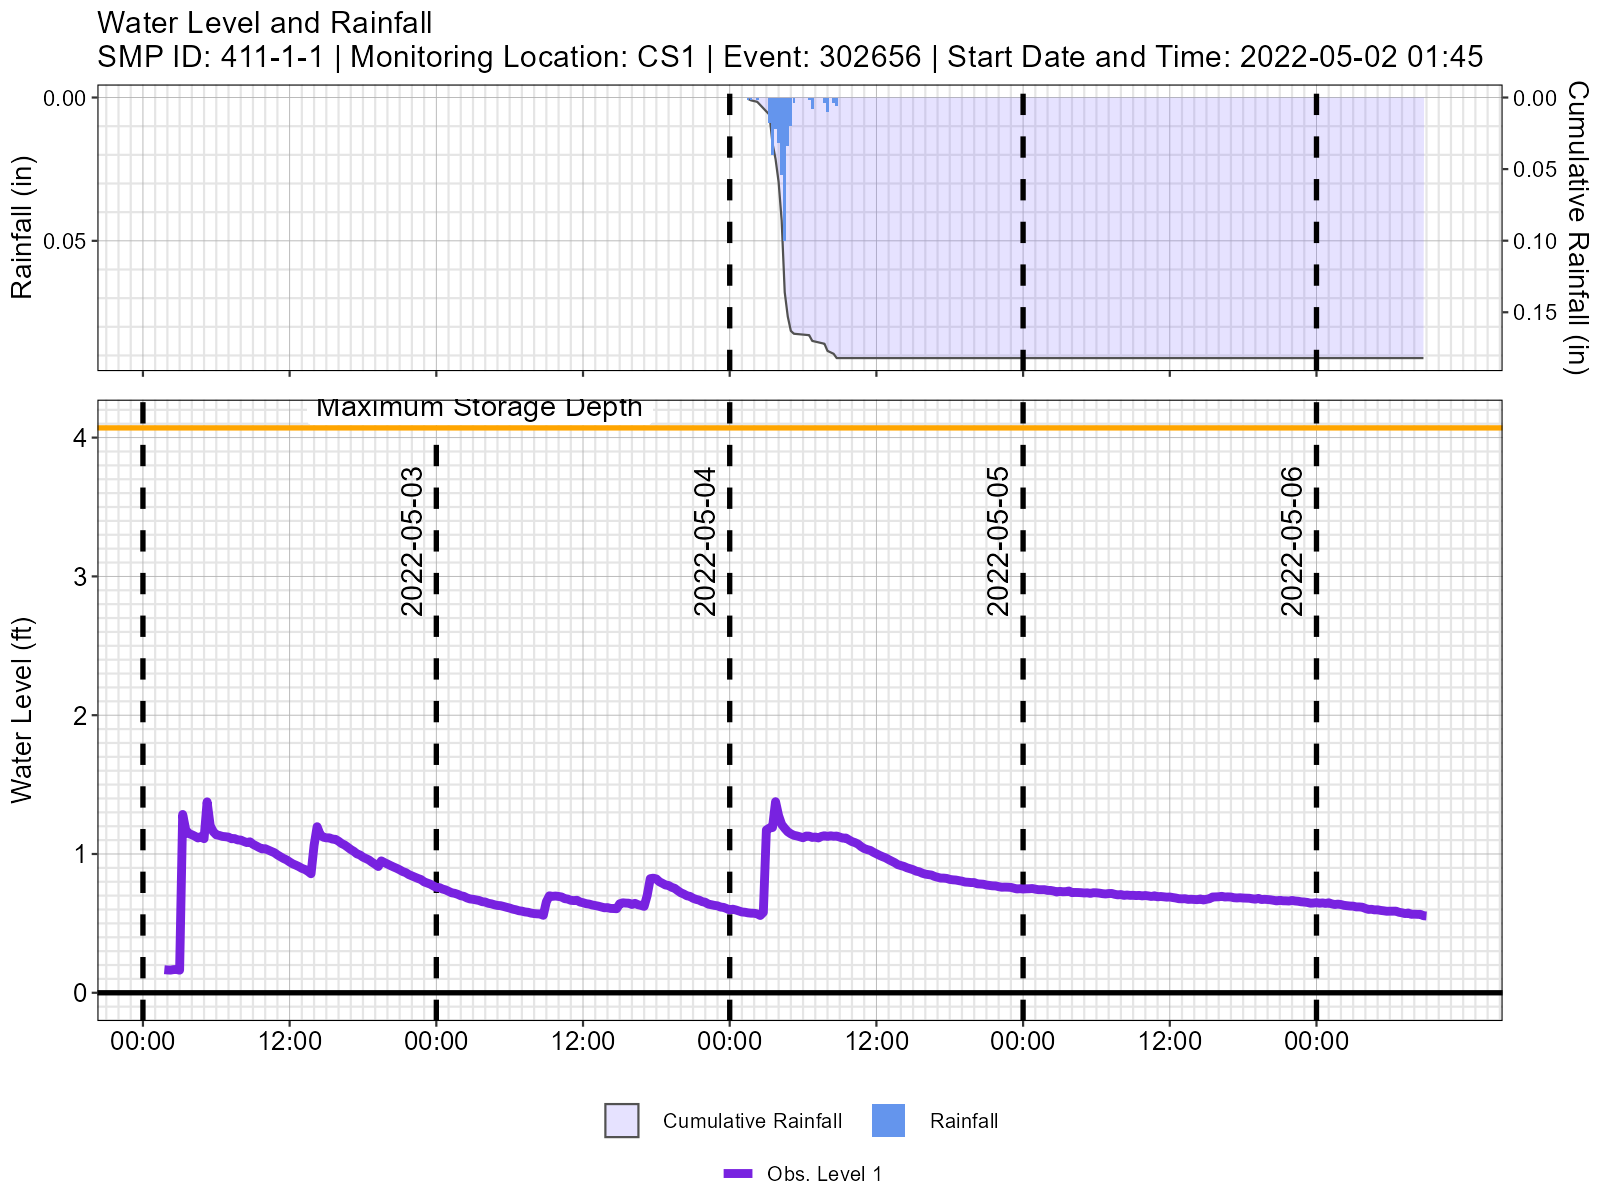 Water Level and Rainfall
SMP ID: 411-1-1 | Monitoring Location: CS1 | Event: 302656 | Start Date and Time: 2022-05-02 01:45
Rainfall (in)
0.00
0.05
0.00
0.05
0.10
0.15
Cumulative Rainfall (in)
Maximum Storage Depth
Water Level (ft)
4
3
2
1
0
2022-05-03
2022-05-04
2022-05-05
2022-05-06
00:00
12:00
00:00
12:00
00:00
12:00
00:00
12:00
00:00
Cumulative Rainfall
Rainfall
Obs. Level 1